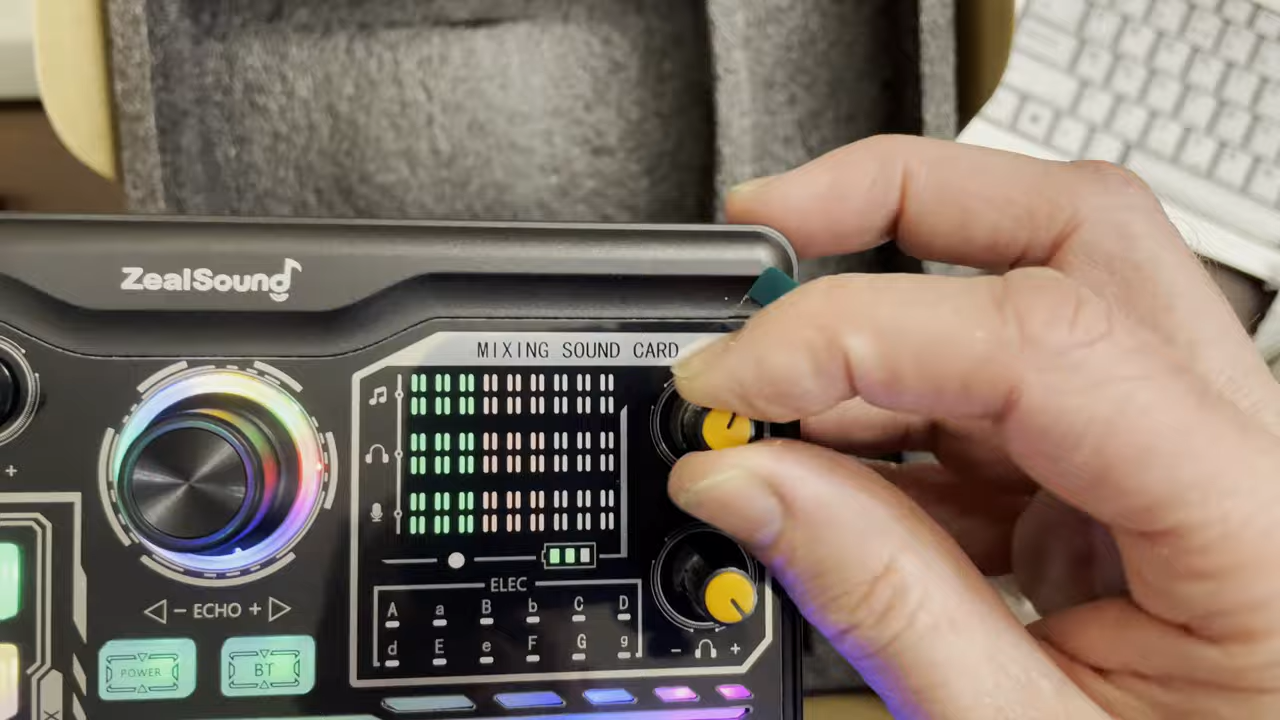 ZealSound
MIXING SOUND CARD
+
- ECHO +
ELEC
A a B b C D
d E e F G g
POWER
BT
- +